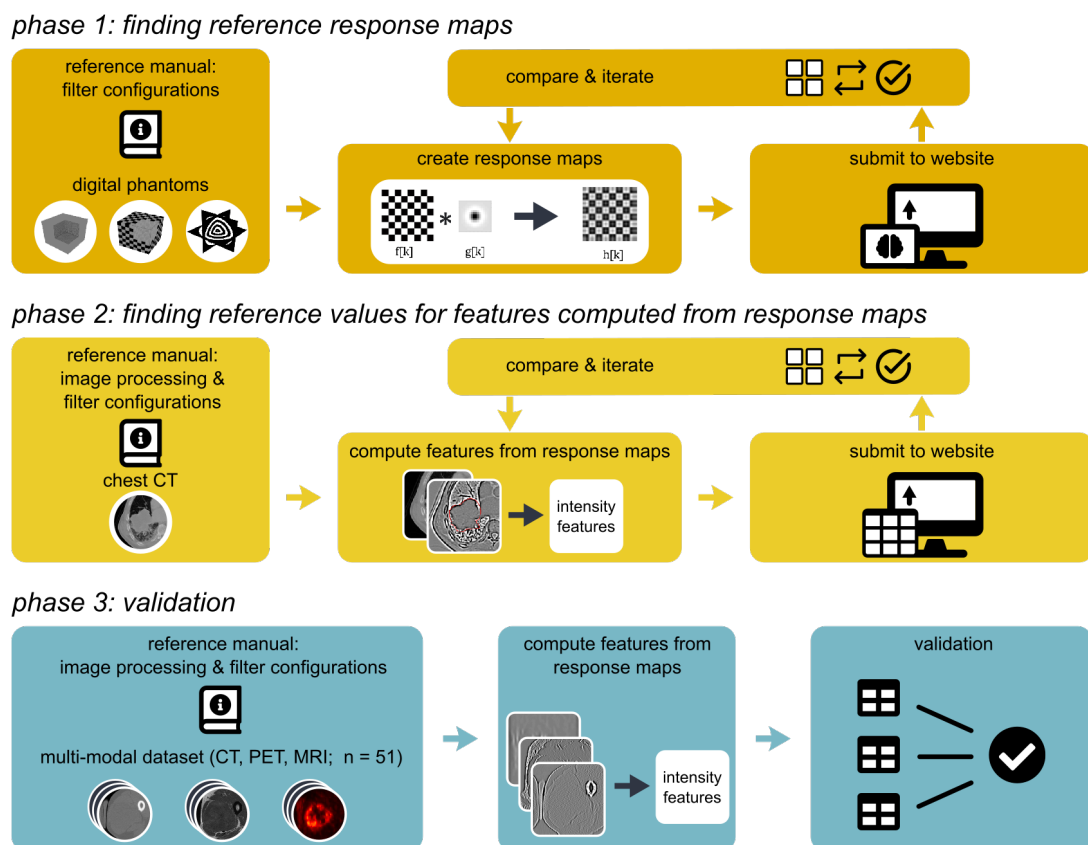 phase 1: finding reference response maps
reference manual:
filter configurations
digital phantoms
compare & iterate
create response maps
f[k]
*
g[k]
h[k]
submit to website
phase 2: finding reference values for features computed from response maps
reference manual:
image processing &
filter configurations
chest CT
compare & iterate
compute features from response maps
intensity
features
submit to website
phase 3: validation
reference manual:
image processing & filter configurations
multi-modal dataset (CT, PET, MRI; n = 51)
compute features from
response maps
intensity
features
validation